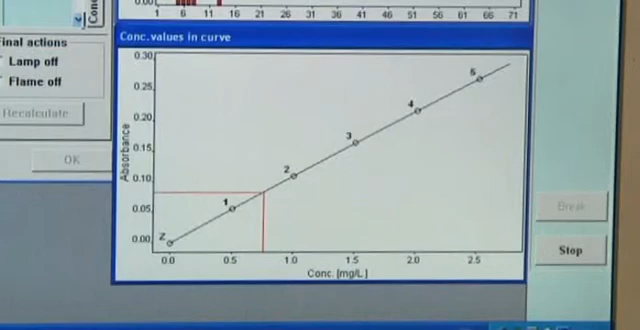 0.00
1 6 11 16 21 26 31 36 41 46 51 56 61 66 71
Conc
Conc.values in curve
Final actions
Lamp off
Flame off
Recalculate
OK
Absorbance
0.30
0.25
0.20
0.15
0.10
0.05
0.00
Z 1 2 3 4 5
0.0 0.5 1.0 1.5 2.0 2.5
Conc. [mg/L]
Break
Stop